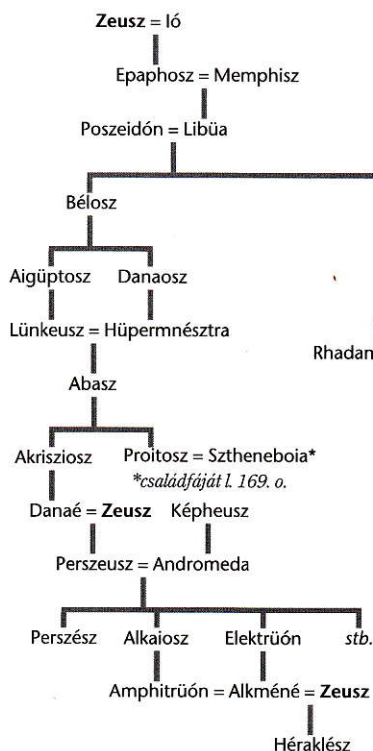 Zeusz = Ió
Epaphosz = Memphisz
Poszeidón = Libüa
Bélosz
Aigüptosz Danaosz
Lünkeusz = Hüpermnésztra
Rhadam
Abasz
Akrisziosz Proitosz = Sztheneboia*
*családfáját l. 169. o.
Danaé = Zeusz Képheusz
Perszeusz = Andromeda
Perszész Alkaiosz Elektrüón stb.
Amphitrüón = Alkméné = Zeusz
Héraklész